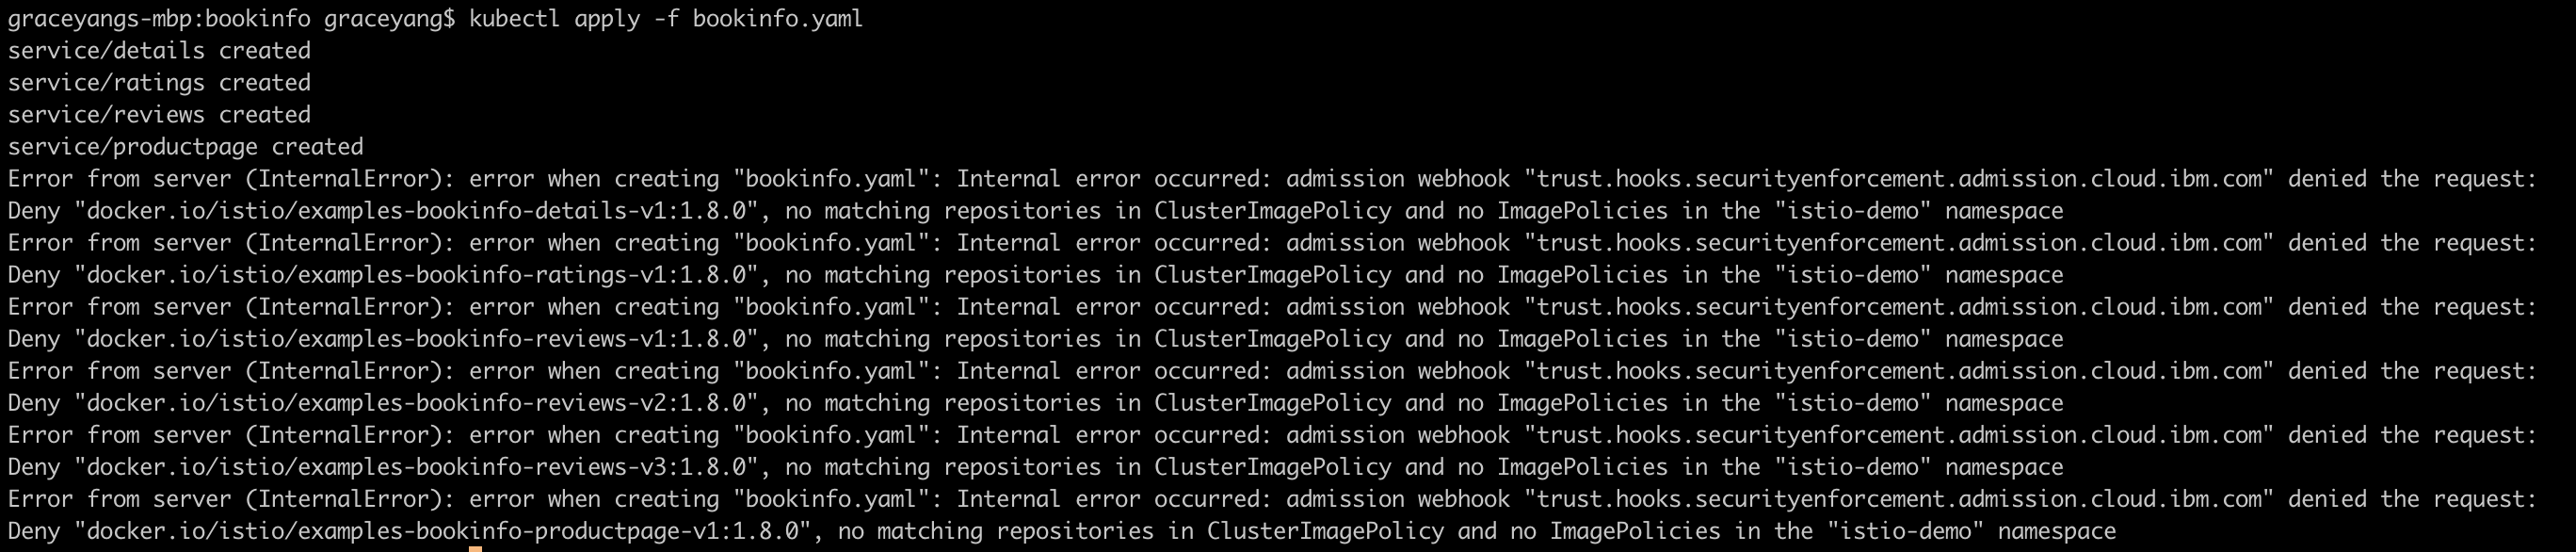 graceyangs-mbp:bookinfo graceyang$ kubectl apply -f bookinfo.yaml
service/details created
service/ratings created
service/reviews created
service/productpage created
Error from server (InternalError): error when creating "bookinfo.yaml": Internal error occurred: admission webhook "trust.hooks.securityenforcement.admission.cloud.ibm.com" denied the request:
Deny "docker.io/istio/examples-bookinfo-details-v1:1.8.0", no matching repositories in ClusterImagePolicy and no ImagePolicies in the "istio-demo" namespace
Error from server (InternalError): error when creating "bookinfo.yaml": Internal error occurred: admission webhook "trust.hooks.securityenforcement.admission.cloud.ibm.com" denied the request:
Deny "docker.io/istio/examples-bookinfo-ratings-v1:1.8.0", no matching repositories in ClusterImagePolicy and no ImagePolicies in the "istio-demo" namespace
Error from server (InternalError): error when creating "bookinfo.yaml": Internal error occurred: admission webhook "trust.hooks.securityenforcement.admission.cloud.ibm.com" denied the request:
Deny "docker.io/istio/examples-bookinfo-reviews-v1:1.8.0", no matching repositories in ClusterImagePolicy and no ImagePolicies in the "istio-demo" namespace
Error from server (InternalError): error when creating "bookinfo.yaml": Internal error occurred: admission webhook "trust.hooks.securityenforcement.admission.cloud.ibm.com" denied the request:
Deny "docker.io/istio/examples-bookinfo-reviews-v2:1.8.0", no matching repositories in ClusterImagePolicy and no ImagePolicies in the "istio-demo" namespace
Error from server (InternalError): error when creating "bookinfo.yaml": Internal error occurred: admission webhook "trust.hooks.securityenforcement.admission.cloud.ibm.com" denied the request:
Deny "docker.io/istio/examples-bookinfo-reviews-v3:1.8.0", no matching repositories in ClusterImagePolicy and no ImagePolicies in the "istio-demo" namespace
Error from server (InternalError): error when creating "bookinfo.yaml": Internal error occurred: admission webhook "trust.hooks.securityenforcement.admission.cloud.ibm.com" denied the request:
Deny "docker.io/istio/examples-bookinfo-productpage-v1:1.8.0", no matching repositories in ClusterImagePolicy and no ImagePolicies in the "istio-demo" namespace